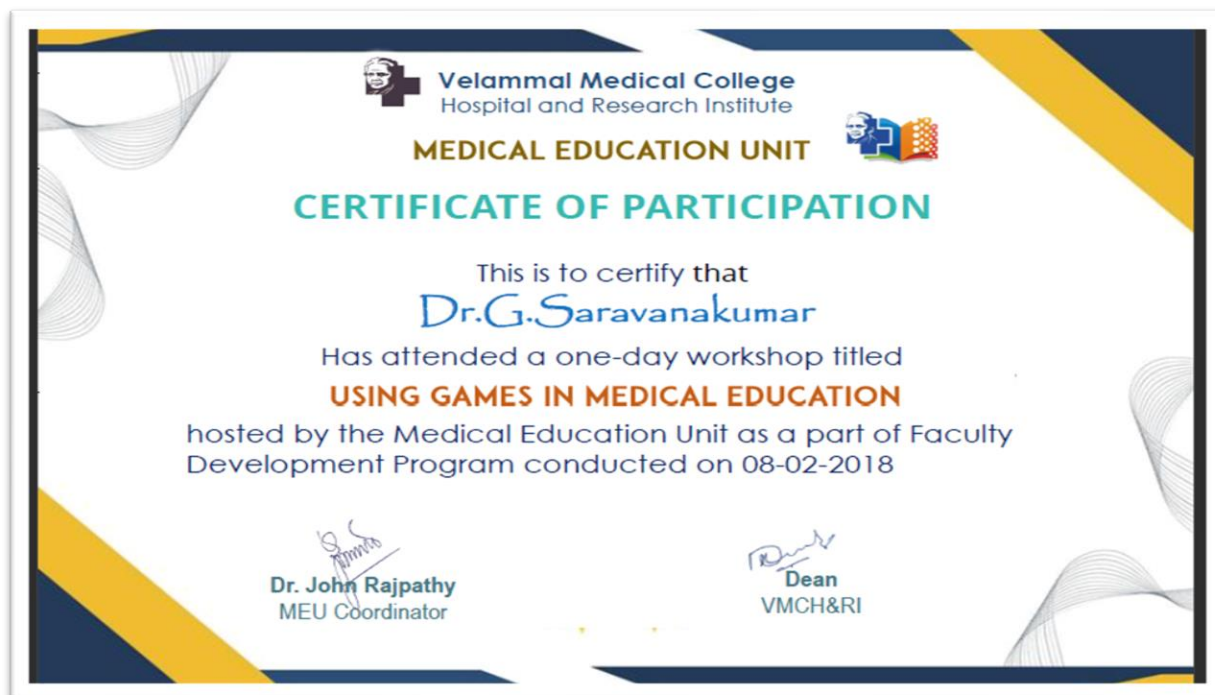 Velammal Medical College
Hospital and Research Institute
MEDICAL EDUCATION UNIT
CERTIFICATE OF PARTICIPATION
This is to certify that
Dr.G.Saravanakumar
Has attended a one-day workshop titled
USING GAMES IN MEDICAL EDUCATION
hosted by the Medical Education Unit as a part of Faculty
Development Program conducted on 08-02-2018
Dr. John Rajpathy
MEU Coordinator
Dean
VMCH&RI